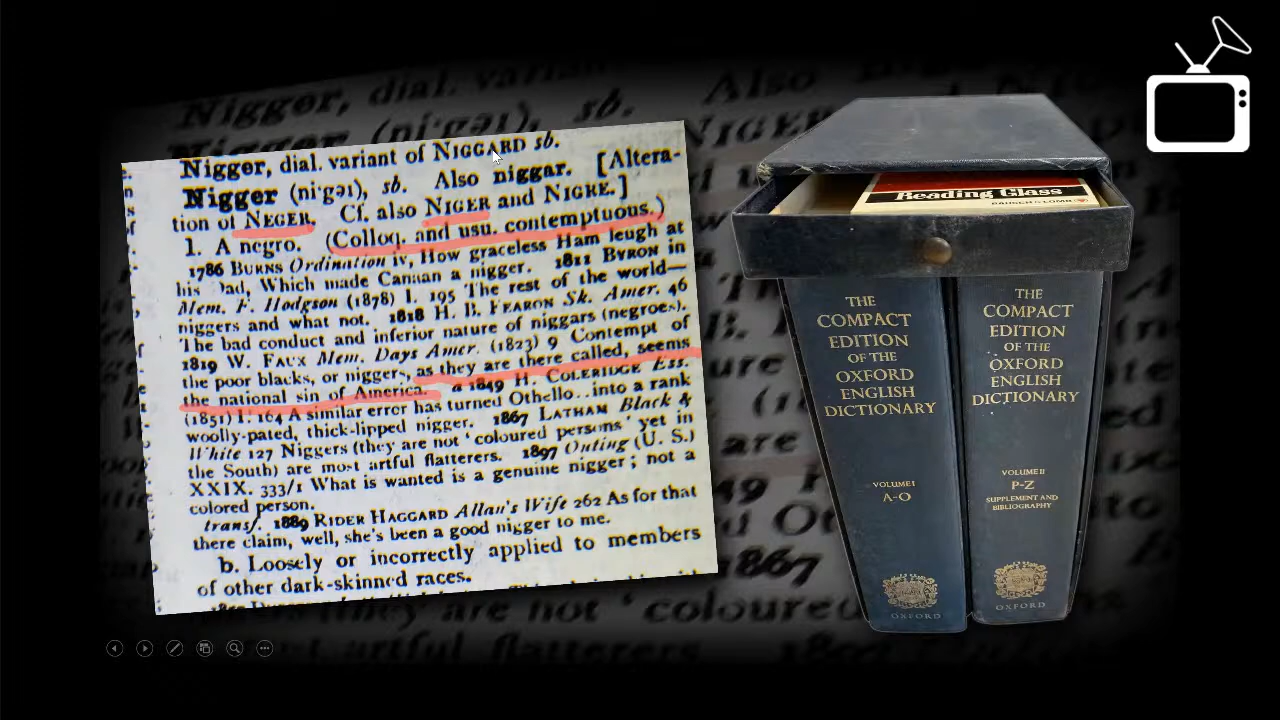 Nigger, dial. variant of NIGGARD sb.
Nigger (ni·gəɹ), sb. Also niggar. [Altera-
tion of NEGER. Cf. also NIGER and NIGRE.]
1. A negro. (Colloq. and usu. contemptuous.)
1786 BURNS Ordination iv, How graceless Ham leugh at
his Dad, Which made Canaan a nigger. 1811 BYRON in
Mem. F. Hodgson (1878) I. 195 The rest of the world—
niggers and what not. 1818 H. B. FEARON Sk. Amer. 46
The bad conduct and inferior nature of niggars (negroes).
1819 W. FAUX Mem. Days Amer. (1823) 9 Contempt of
the poor blacks, or niggers, as they are there called, seems
the national sin of America. a 1849 H. COLERIDGE Ess.
(1851) I. 164 A similar error has turned Othello..into a rank
woolly-pated, thick-lipped nigger. 1867 LATHAM Black &
White 127 Niggers (they are not 'coloured persons' yet in
the South) are most artful flatterers. 1897 Outing (U. S.)
XXIX. 333/1 What is wanted is a genuine nigger; not a
colored person.
transf. 1889 RIDER HAGGARD Allan's Wife 262 As for that
there claim, well, she's been a good nigger to me.
b. Loosely or incorrectly applied to members
of other dark-skinned races.
Reading Glass
BAUSCH & LOMB
THE
COMPACT
EDITION
OF THE
OXFORD
ENGLISH
DICTIONARY
VOLUME I
A-O
OXFORD
THE
COMPACT
EDITION
OF THE
OXFORD
ENGLISH
DICTIONARY
VOLUME II
P-Z
SUPPLEMENT AND
BIBLIOGRAPHY
OXFORD